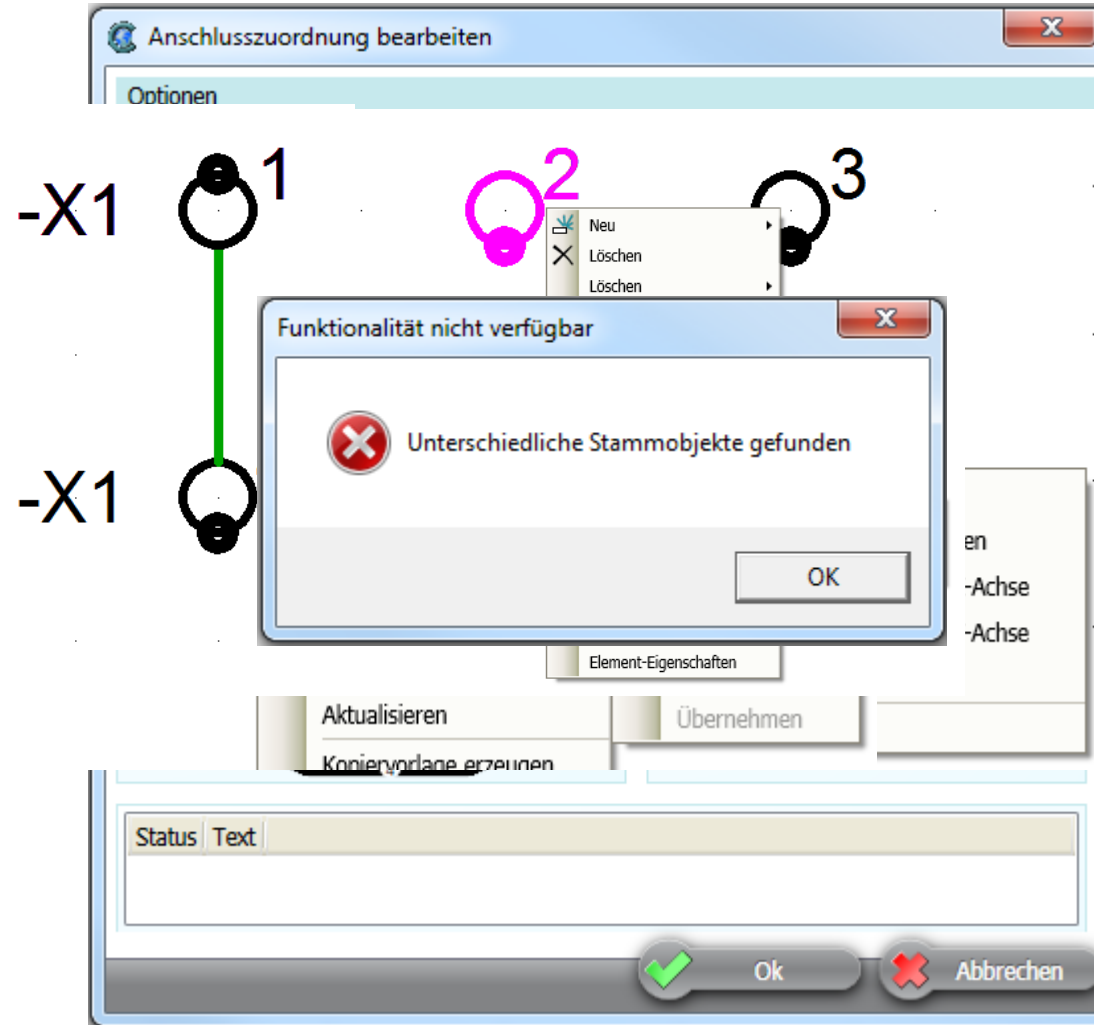 Anschlusszuordnung bearbeiten
Optionen
-X1 1 2 3
Neu
Löschen
Löschen
Funktionalität nicht verfügbar
Unterschiedliche Stammobjekte gefunden
-X1
en
OK
-Achse
-Achse
Element-Eigenschaften
Aktualisieren
Übernehmen
Kopiervorlage erzeugen
Status Text
Ok Abbrechen